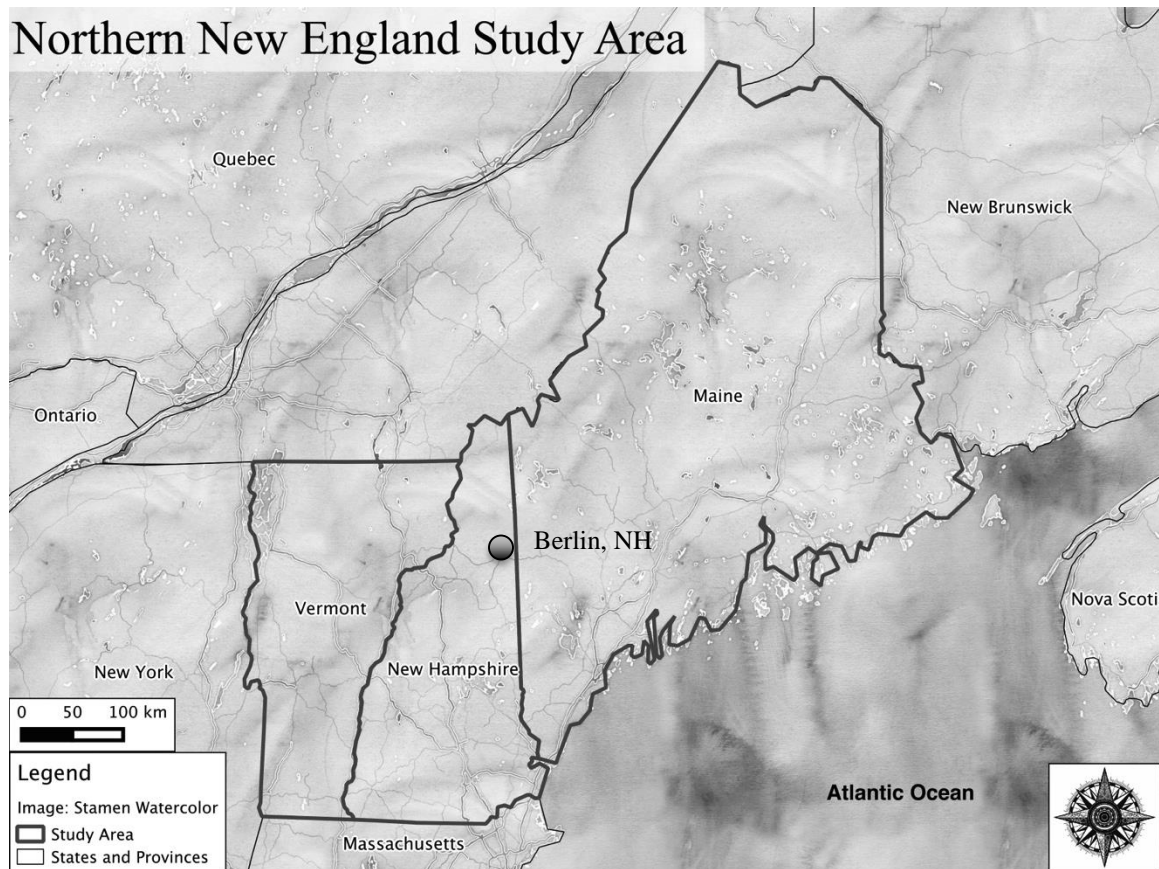 Northern New England Study Area
Quebec
New Brunswick
Ontario
Maine
Berlin, NH
Vermont
Nova Scoti
New York
New Hampshire
0 50 100 km
Legend
Atlantic Ocean
Image: Stamen Watercolor
Study Area
Massachusetts
States and Provinces